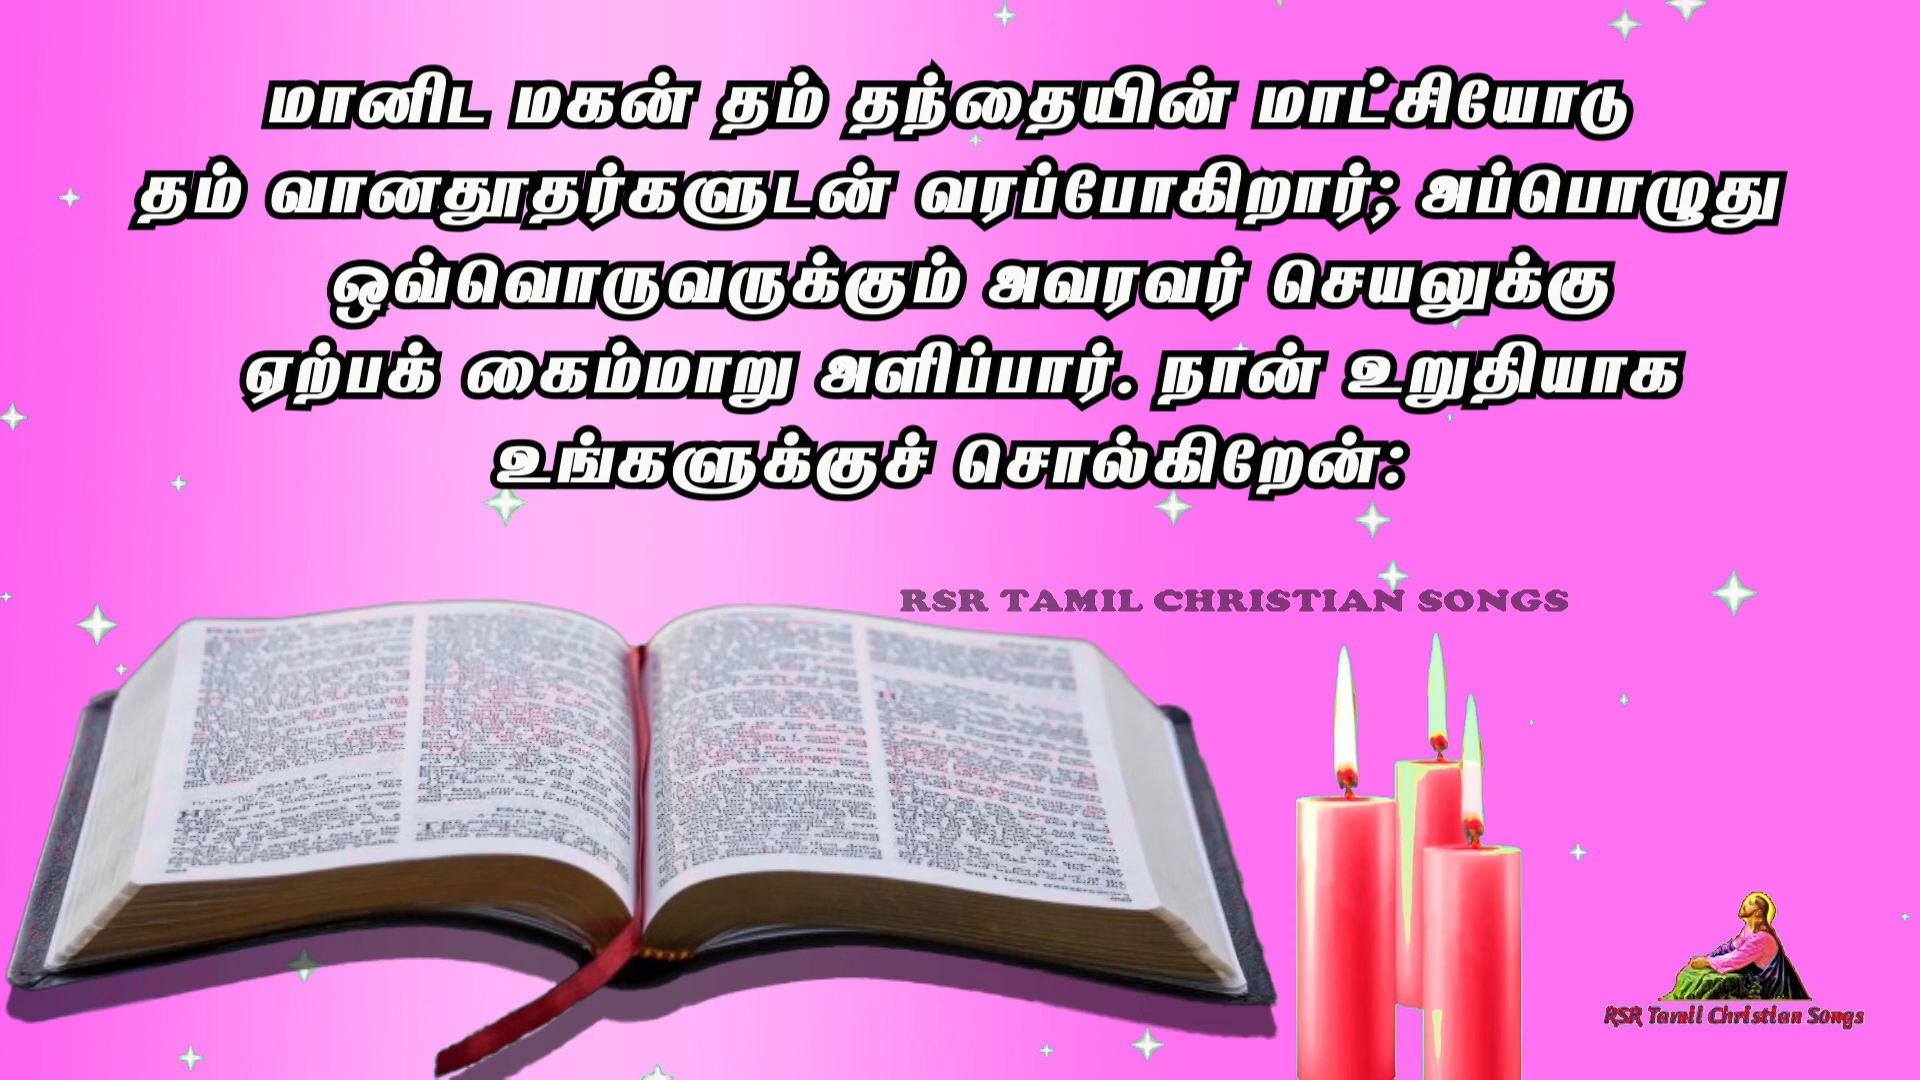 மானிட மகன் தம் தந்தையின் மாட்சியோடு
தம் வானதூதர்களுடன் வரப்போகிறார்; அப்பொழுது
ஒவ்வொருவருக்கும் அவரவர் செயலுக்கு
ஏற்பக் கைம்மாறு அளிப்பார். நான் உறுதியாக
உங்களுக்குச் சொல்கிறேன்:
RSR TAMIL CHRISTIAN SONGS
RSR Tamil Christian Songs